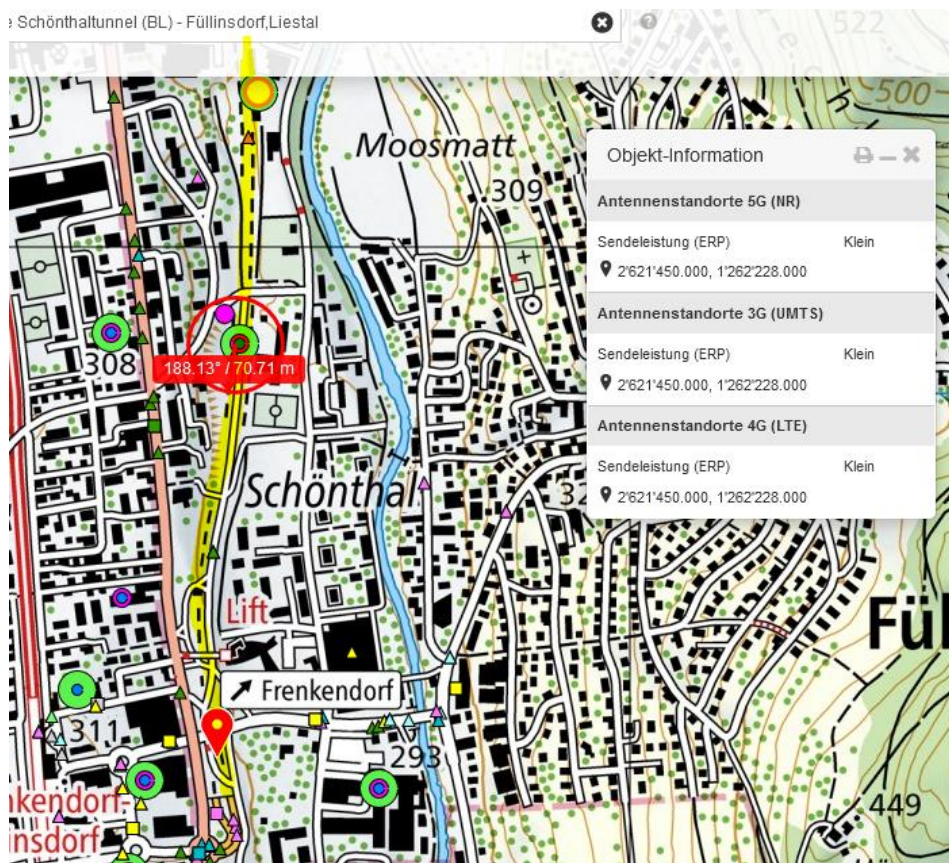 e Schönthaltunnel (BL) - Füllinsdorf,Liestal
522
500
Moosmatt
309
Objekt-Information
Antennenstandorte 5G (NR)
Sendeleistung (ERP) Klein
2'621'450.000, 1'262'228.000
Antennenstandorte 3G (UMTS)
Sendeleistung (ERP) Klein
2'621'450.000, 1'262'228.000
Antennenstandorte 4G (LTE)
Sendeleistung (ERP) Klein
2'621'450.000, 1'262'228.000
308
188.13° / 70.71 m
Schönthal
32
Lift
Fül
Frenkendorf
311
293
nkendorf-
insdorf
449